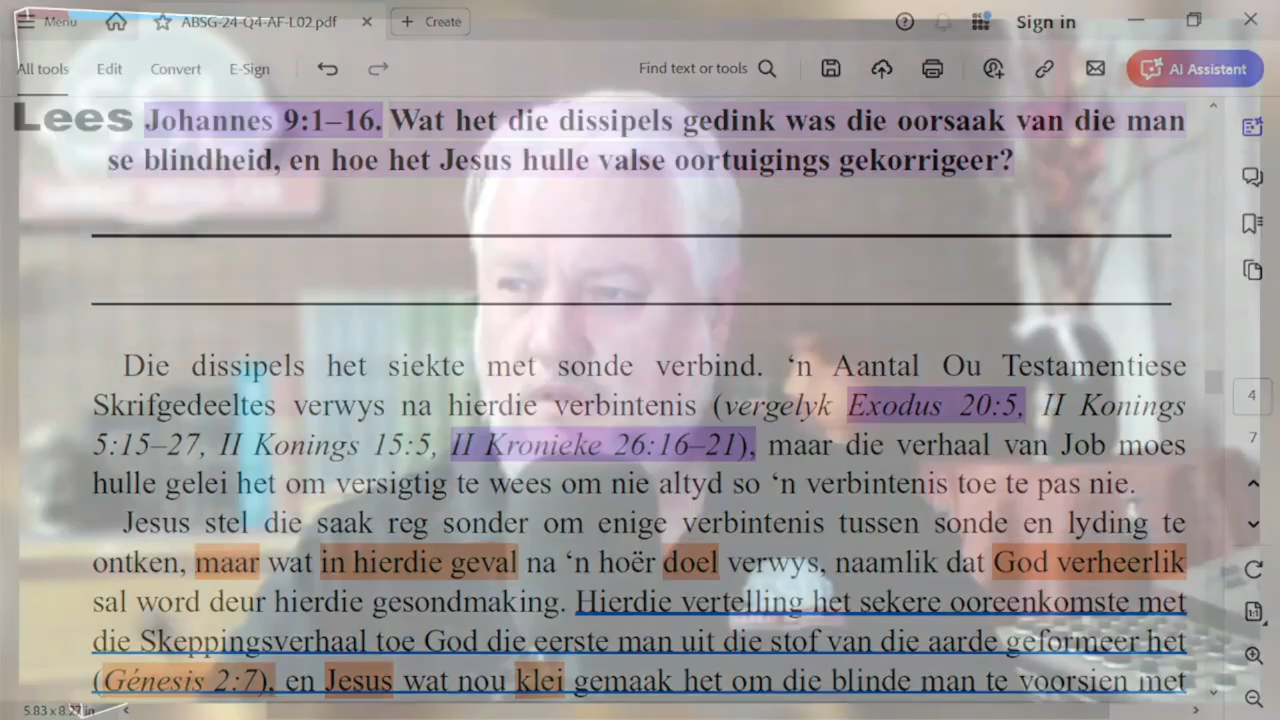 Menu
ABSG-24-Q4-AF-L02.pdf
Create
Sign in
All tools
Edit
Convert
E-Sign
Find text or tools
AI Assistant
Lees Johannes 9:1–16. Wat het die dissipels gedink was die oorsaak van die man
se blindheid, en hoe het Jesus hulle valse oortuigings gekorrigeer?
Die dissipels het siekte met sonde verbind. ‘n Aantal Ou Testamentiese
Skrifgedeeltes verwys na hierdie verbintenis (vergelyk Exodus 20:5, II Konings
5:15–27, II Konings 15:5, II Kronieke 26:16–21), maar die verhaal van Job moes
hulle gelei het om versigtig te wees om nie altyd so ‘n verbintenis toe te pas nie.
Jesus stel die saak reg sonder om enige verbintenis tussen sonde en lyding te
ontken, maar wat in hierdie geval na ‘n hoër doel verwys, naamlik dat God verheerlik
sal word deur hierdie gesondmaking. Hierdie vertelling het sekere ooreenkomste met
die Skeppingsverhaal toe God die eerste man uit die stof van die aarde geformeer het
(Génesis 2:7), en Jesus wat nou klei gemaak het om die blinde man te voorsien met
4
7
5.83 x 8.27 in